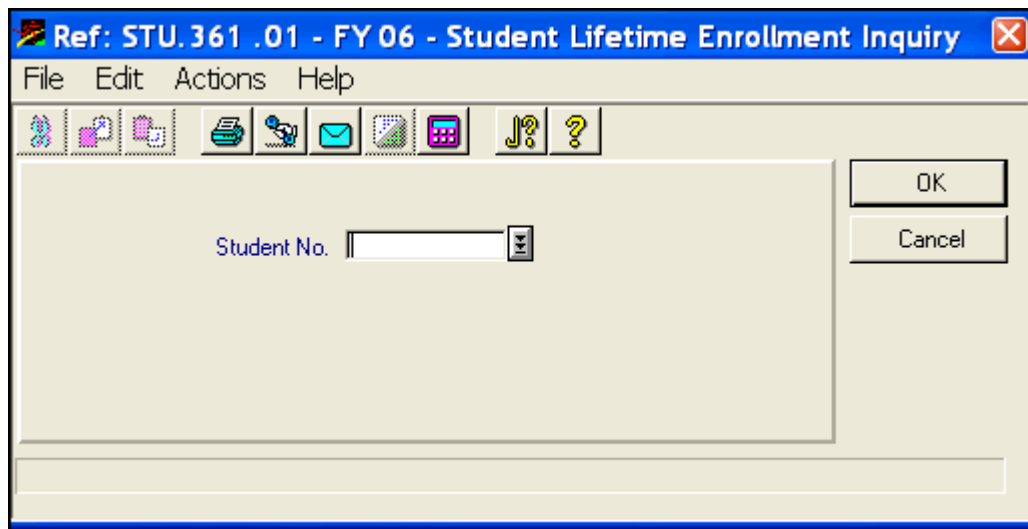 Ref: STU.361 .01 - FY 06 - Student Lifetime Enrollment Inquiry
File Edit Actions Help
J? ?
OK
Student No.
Cancel